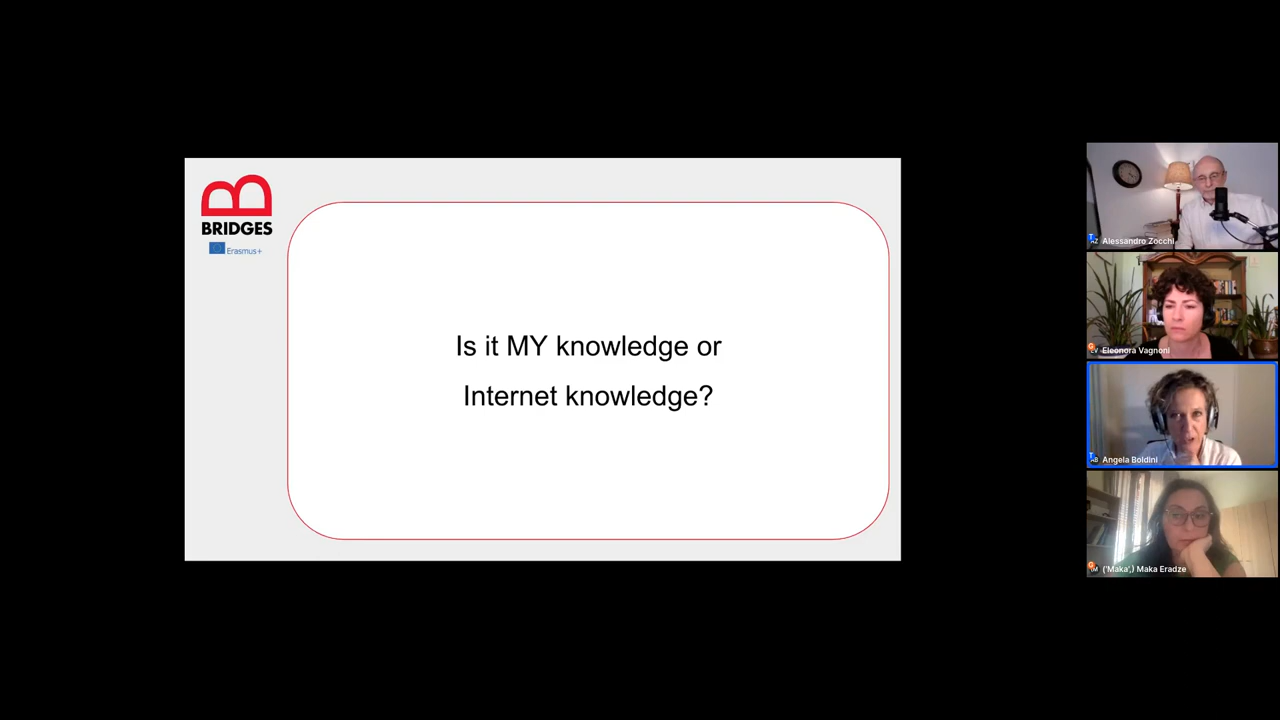 BRIDGES
Erasmus+
Is it MY knowledge or
Internet knowledge?
Alessandro Zocchi
Eleonora Vagnoni
Angela Boldini
('Maka',) Maka Eradze